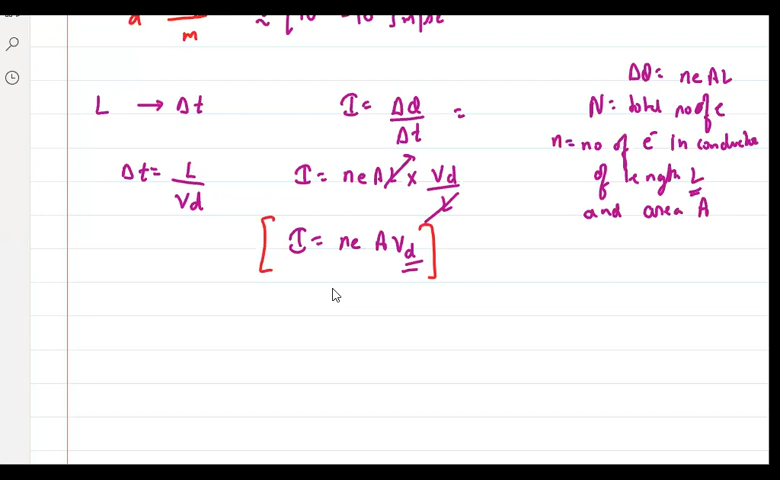 m
L → Δt
Δt = L / Vd
I = ΔQ / Δt =
I = neAL × Vd / L
[ I = ne A Vd ]
ΔQ = neAL
N = total no of e
n = no of e⁻ in conductor
of length L
and area A